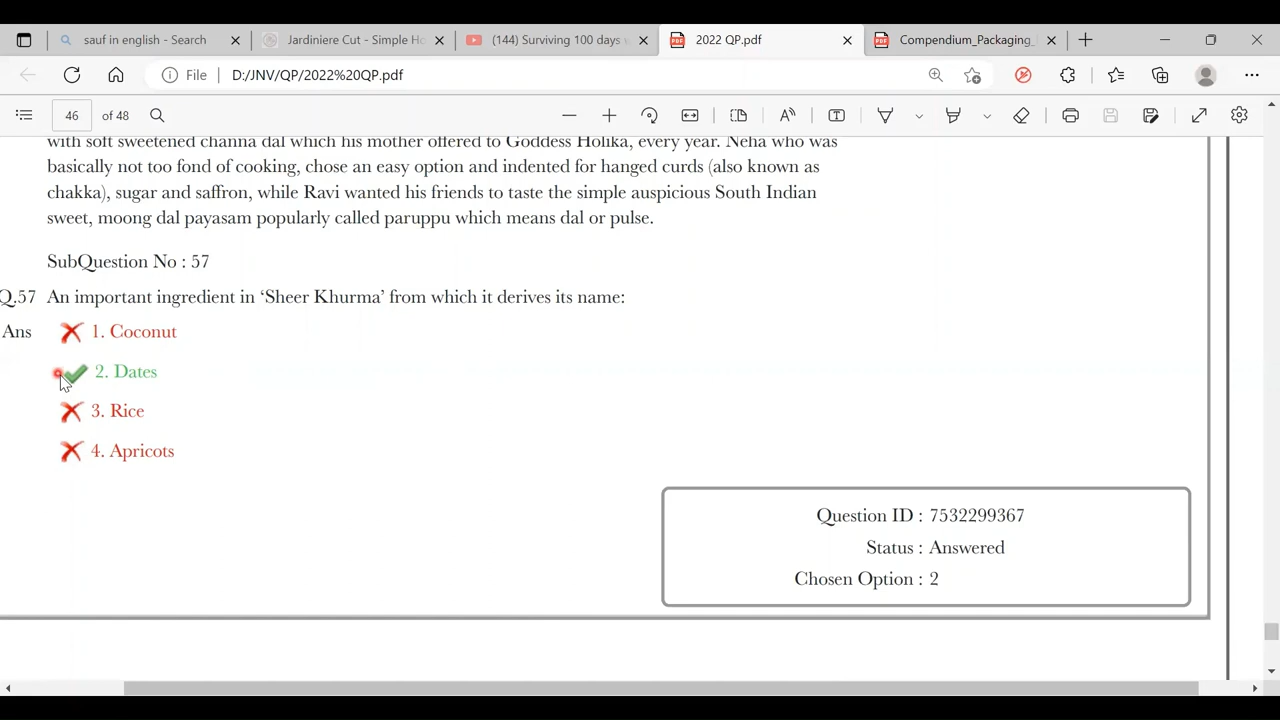 sauf in english - Search
Jardiniere Cut - Simple Ho
(144) Surviving 100 days
2022 QP.pdf
Compendium_Packaging_
File
D:/JNV/QP/2022%20QP.pdf
46 of 48
with soft sweetened channa dal which his mother offered to Goddess Holika, every year. Neha who was
basically not too fond of cooking, chose an easy option and indented for hanged curds (also known as
chakka), sugar and saffron, while Ravi wanted his friends to taste the simple auspicious South Indian
sweet, moong dal payasam popularly called paruppu which means dal or pulse.
SubQuestion No : 57
Q.57 An important ingredient in ‘Sheer Khurma’ from which it derives its name:
Ans 1. Coconut
2. Dates
3. Rice
4. Apricots
Question ID : 7532299367
Status : Answered
Chosen Option : 2